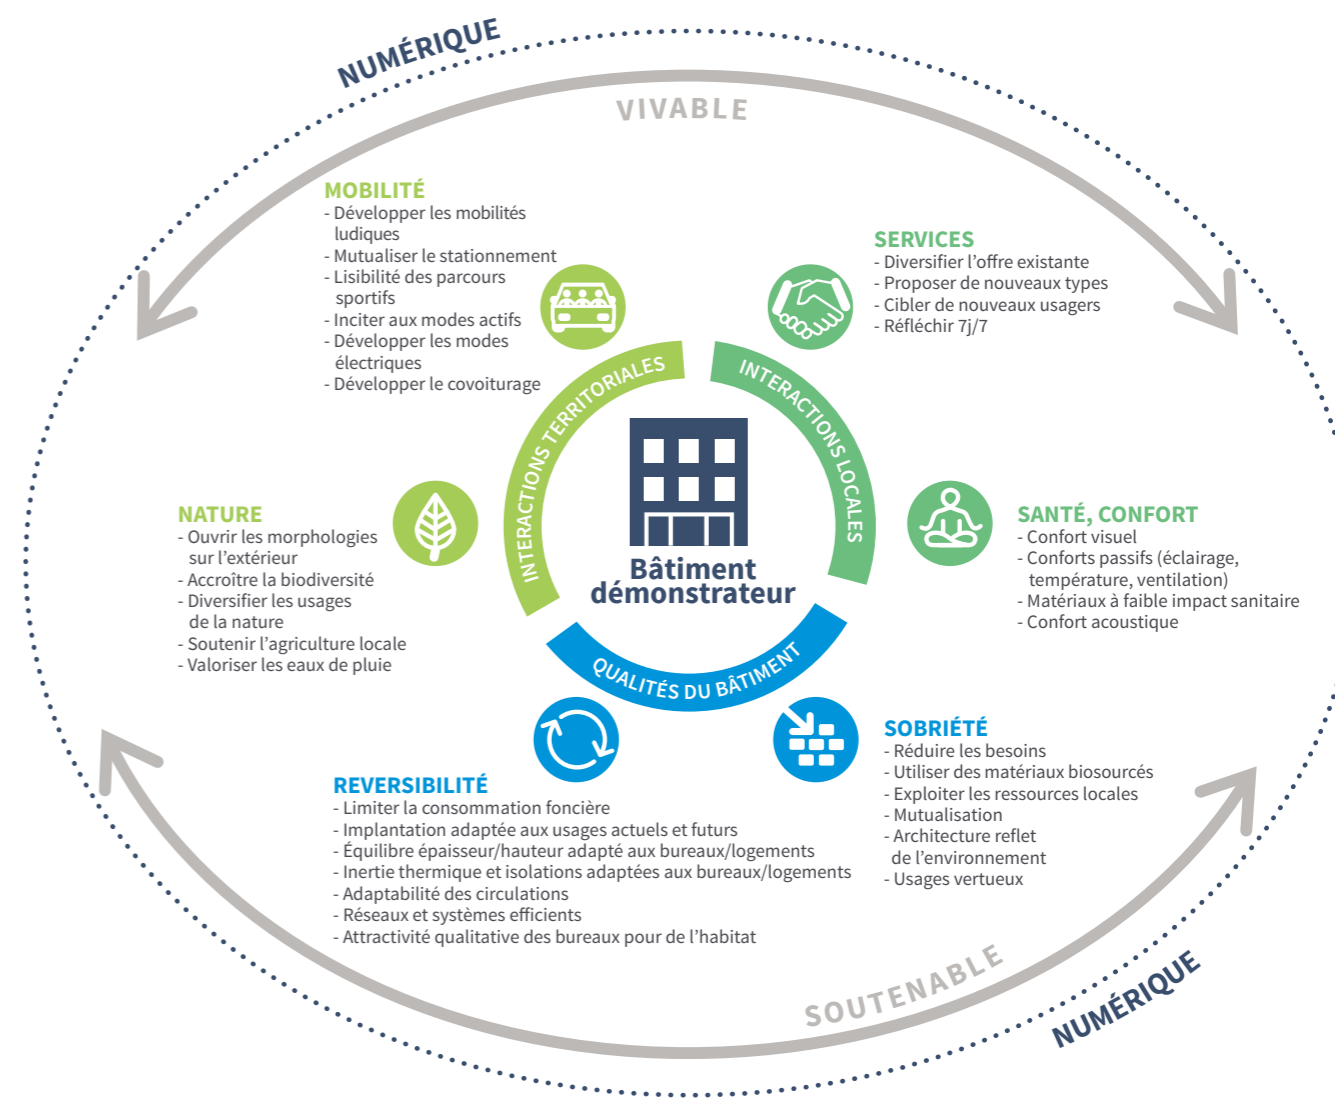 NUMÉRIQUE
VIVABLE
MOBILITÉ
- Développer les mobilités
ludiques
- Mutualiser le stationnement
- Lisibilité des parcours
sportifs
- Inciter aux modes actifs
- Développer les modes
électriques
- Développer le covoiturage
SERVICES
- Diversifier l’offre existante
- Proposer de nouveaux types
- Cibler de nouveaux usagers
- Réfléchir 7j/7
INTERACTIONS TERRITORIALES
INTERACTIONS LOCALES
Bâtiment
démonstrateur
NATURE
- Ouvrir les morphologies
sur l’extérieur
- Accroître la biodiversité
- Diversifier les usages
de la nature
- Soutenir l’agriculture locale
- Valoriser les eaux de pluie
SANTÉ, CONFORT
- Confort visuel
- Conforts passifs (éclairage,
température, ventilation)
- Matériaux à faible impact sanitaire
- Confort acoustique
QUALITÉS DU BÂTIMENT
REVERSIBILITÉ
- Limiter la consommation foncière
- Implantation adaptée aux usages actuels et futurs
- Équilibre épaisseur/hauteur adapté aux bureaux/logements
- Inertie thermique et isolations adaptées aux bureaux/logements
- Adaptabilité des circulations
- Réseaux et systèmes efficients
- Attractivité qualitative des bureaux pour de l’habitat
SOBRIÉTÉ
- Réduire les besoins
- Utiliser des matériaux biosourcés
- Exploiter les ressources locales
- Mutualisation
- Architecture reflet
de l’environnement
- Usages vertueux
SOUTENABLE
NUMÉRIQUE